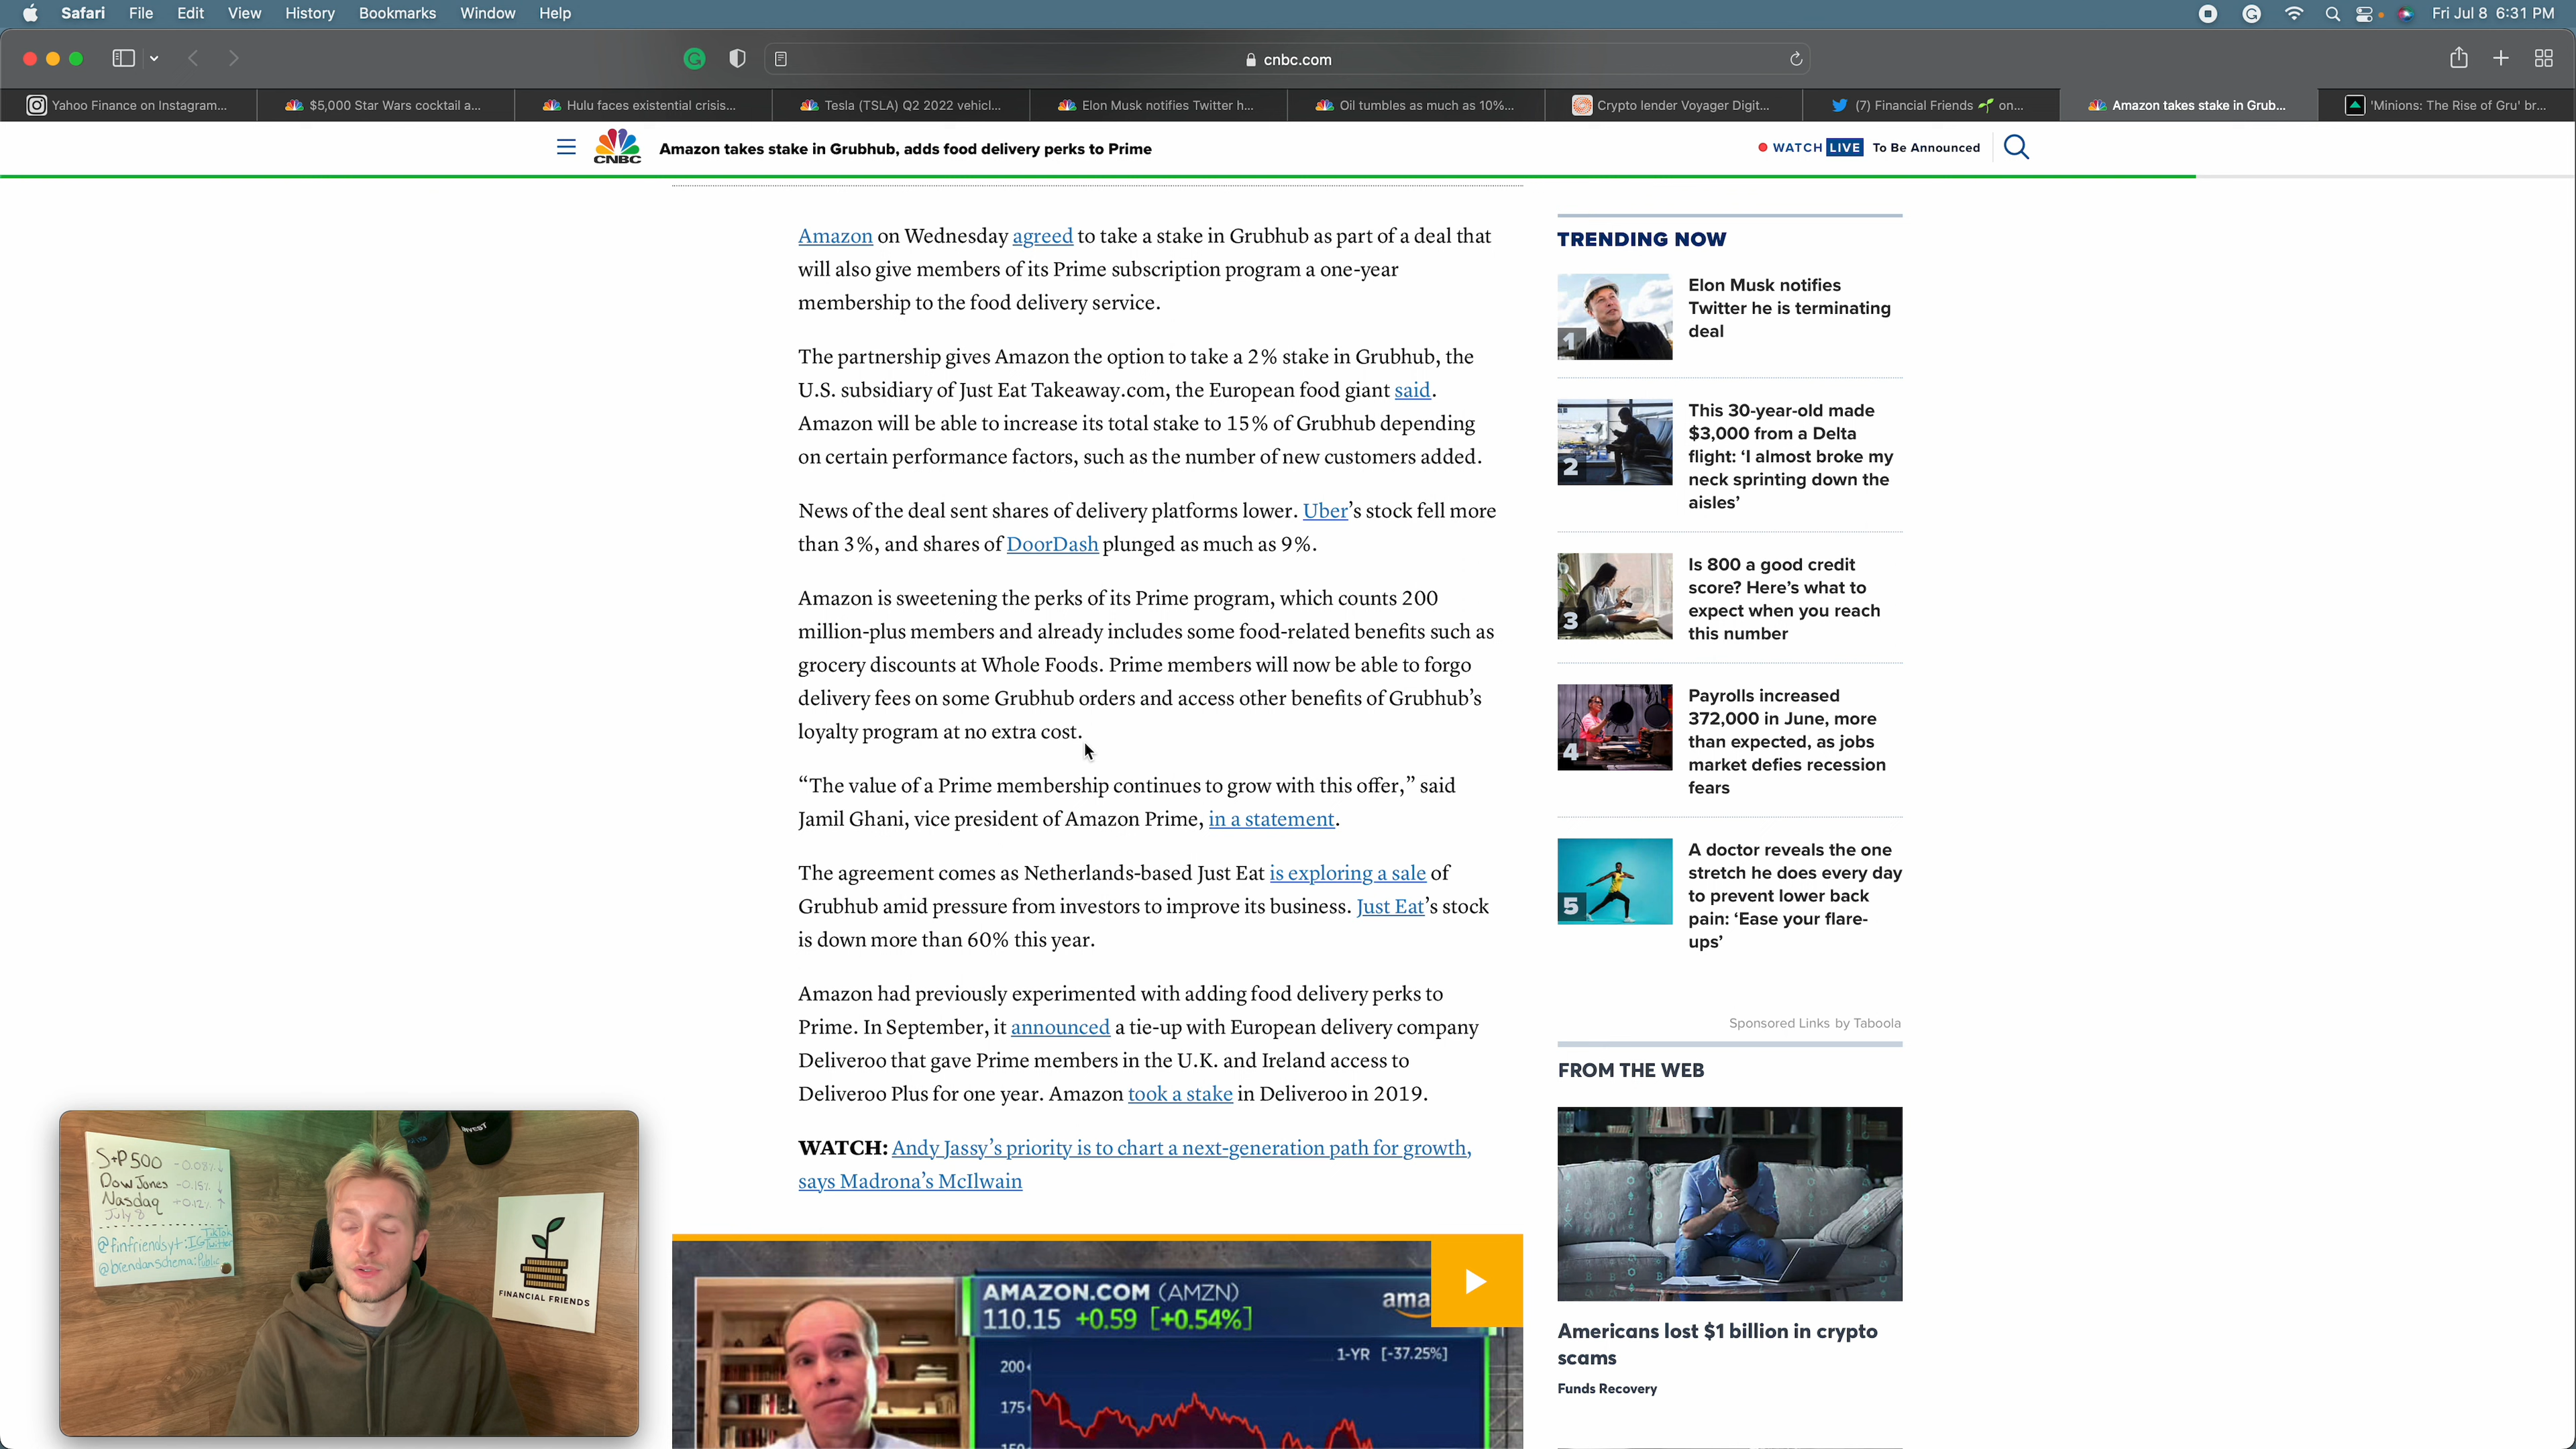 Safari File Edit View History Bookmarks Window Help
Fri Jul 8 6:31 PM
cnbc.com
Yahoo Finance on Instagram...
$5,000 Star Wars cocktail a...
Hulu faces existential crisis...
Tesla (TSLA) Q2 2022 vehicl...
Elon Musk notifies Twitter h...
Oil tumbles as much as 10%...
Crypto lender Voyager Digit...
(7) Financial Friends 🌱 on...
Amazon takes stake in Grub...
'Minions: The Rise of Gru' br...
CNBC
Amazon takes stake in Grubhub, adds food delivery perks to Prime
WATCH LIVE To Be Announced
Amazon on Wednesday agreed to take a stake in Grubhub as part of a deal that
will also give members of its Prime subscription program a one-year
membership to the food delivery service.
The partnership gives Amazon the option to take a 2% stake in Grubhub, the
U.S. subsidiary of Just Eat Takeaway.com, the European food giant said.
Amazon will be able to increase its total stake to 15% of Grubhub depending
on certain performance factors, such as the number of new customers added.
News of the deal sent shares of delivery platforms lower. Uber’s stock fell more
than 3%, and shares of DoorDash plunged as much as 9%.
Amazon is sweetening the perks of its Prime program, which counts 200
million-plus members and already includes some food-related benefits such as
grocery discounts at Whole Foods. Prime members will now be able to forgo
delivery fees on some Grubhub orders and access other benefits of Grubhub’s
loyalty program at no extra cost.
“The value of a Prime membership continues to grow with this offer,” said
Jamil Ghani, vice president of Amazon Prime, in a statement.
The agreement comes as Netherlands-based Just Eat is exploring a sale of
Grubhub amid pressure from investors to improve its business. Just Eat’s stock
is down more than 60% this year.
Amazon had previously experimented with adding food delivery perks to
Prime. In September, it announced a tie-up with European delivery company
Deliveroo that gave Prime members in the U.K. and Ireland access to
Deliveroo Plus for one year. Amazon took a stake in Deliveroo in 2019.
WATCH: Andy Jassy’s priority is to chart a next-generation path for growth,
says Madrona’s McIlwain
AMAZON.COM (AMZN)
110.15 +0.59 [+0.54%]
ama
1-YR [-37.25%]
200
175
150
TRENDING NOW
1
Elon Musk notifies
Twitter he is terminating
deal
2
This 30-year-old made
$3,000 from a Delta
flight: ‘I almost broke my
neck sprinting down the
aisles’
3
Is 800 a good credit
score? Here’s what to
expect when you reach
this number
4
Payrolls increased
372,000 in June, more
than expected, as jobs
market defies recession
fears
5
A doctor reveals the one
stretch he does every day
to prevent lower back
pain: ‘Ease your flare-
ups’
Sponsored Links by Taboola
FROM THE WEB
Americans lost $1 billion in crypto
scams
Funds Recovery
S+P 500 -0.08% ↓
Dow Jones -0.15% ↓
Nasdaq +0.12% ↑
July 8
TikTok
@finfriendsyt: IG Twitter
@brendanschema: Public
FINANCIAL FRIENDS